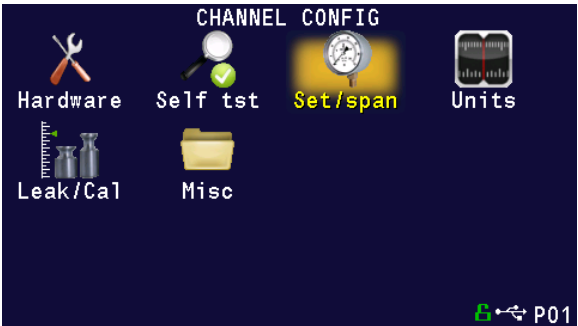 CHANNEL CONFIG
Hardware Self tst Set/span Units
Leak/Cal Misc
P01